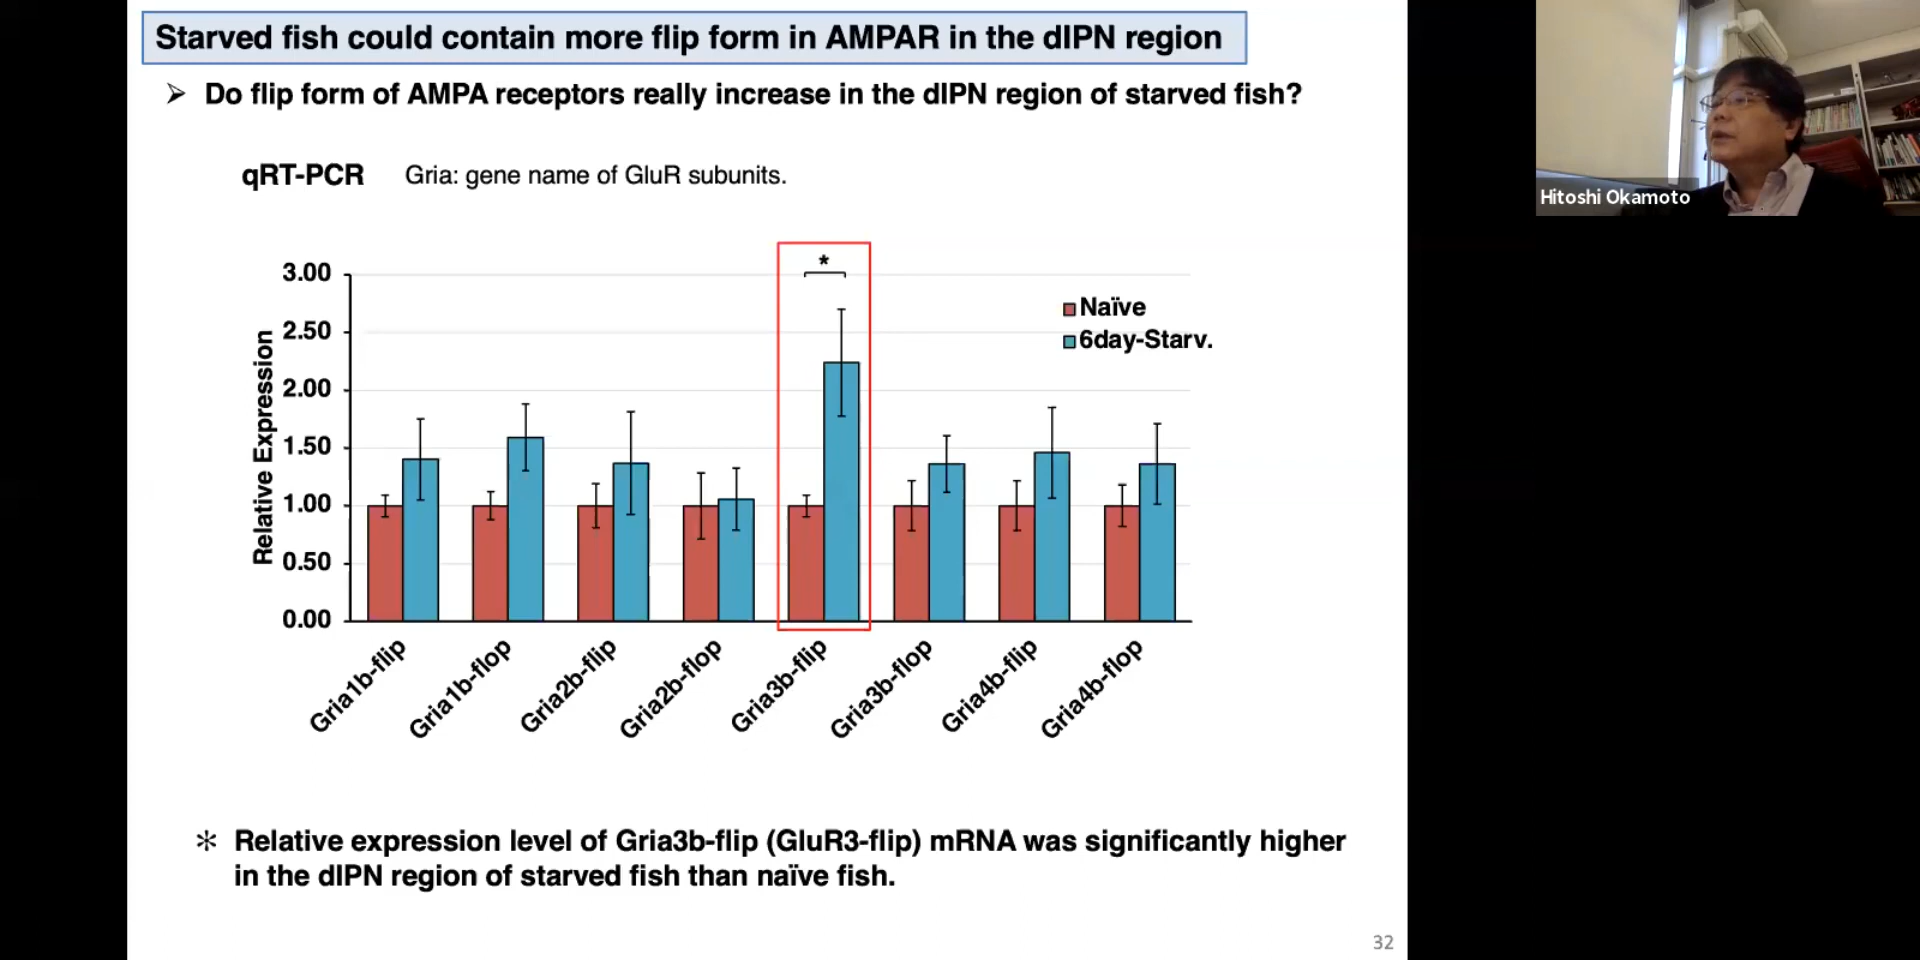 Starved fish could contain more flip form in AMPAR in the dIPN region
➢ Do flip form of AMPA receptors really increase in the dIPN region of starved fish?
qRT-PCR Gria: gene name of GluR subunits.
Hitoshi Okamoto
*
3.00
2.50
2.00
1.50
1.00
0.50
0.00
Relative Expression
Naïve
6day-Starv.
Gria1b-flip
Gria1b-flop
Gria2b-flip
Gria2b-flop
Gria3b-flip
Gria3b-flop
Gria4b-flip
Gria4b-flop
* Relative expression level of Gria3b-flip (GluR3-flip) mRNA was significantly higher
in the dIPN region of starved fish than naïve fish.
32